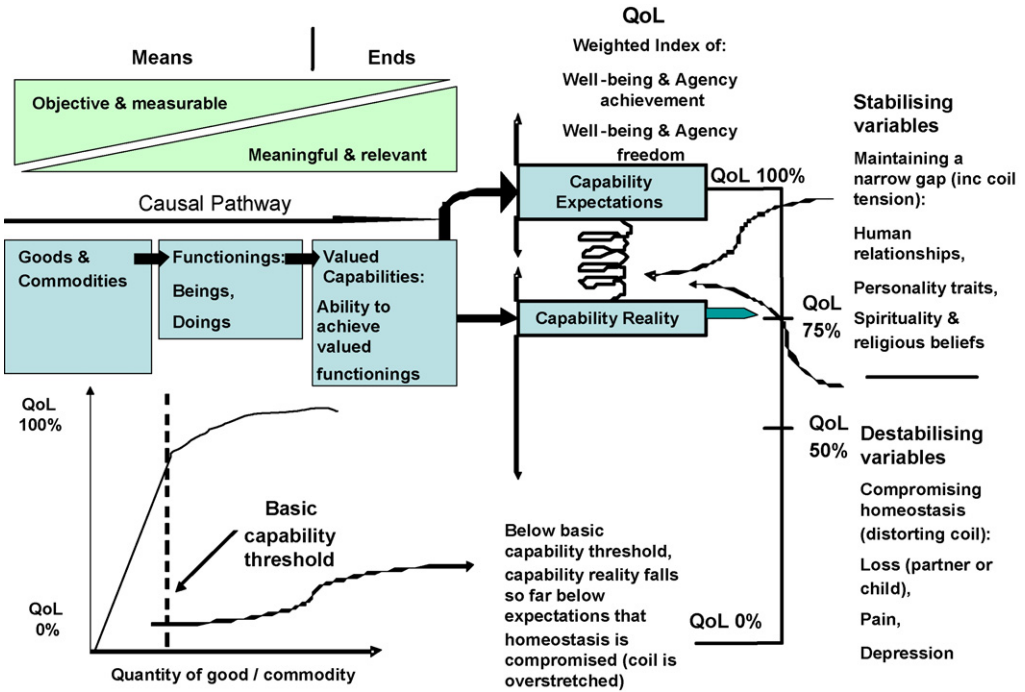 QoL
Weighted Index of:
Well-being & Agency
achievement
Well-being & Agency
freedom
Means
Ends
Objective & measurable
Meaningful & relevant
Causal Pathway
Goods &
Commodities
Functionings:
Beings,
Doings
Valued
Capabilities:
Ability to
achieve
valued
functionings
Capability
Expectations
Capability Reality
QoL 100%
QoL
75%
QoL
50%
QoL 0%
Stabilising
variables
Maintaining a
narrow gap (inc coil
tension):
Human
relationships,
Personality traits,
Spirituality &
religious beliefs
Destabilising
variables
Compromising
homeostasis
(distorting coil):
Loss (partner or
child),
Pain,
Depression
QoL
100%
Basic
capability
threshold
QoL
0%
Quantity of good / commodity
Below basic
capability threshold,
capability reality falls
so far below
expectations that
homeostasis is
compromised (coil is
overstretched)